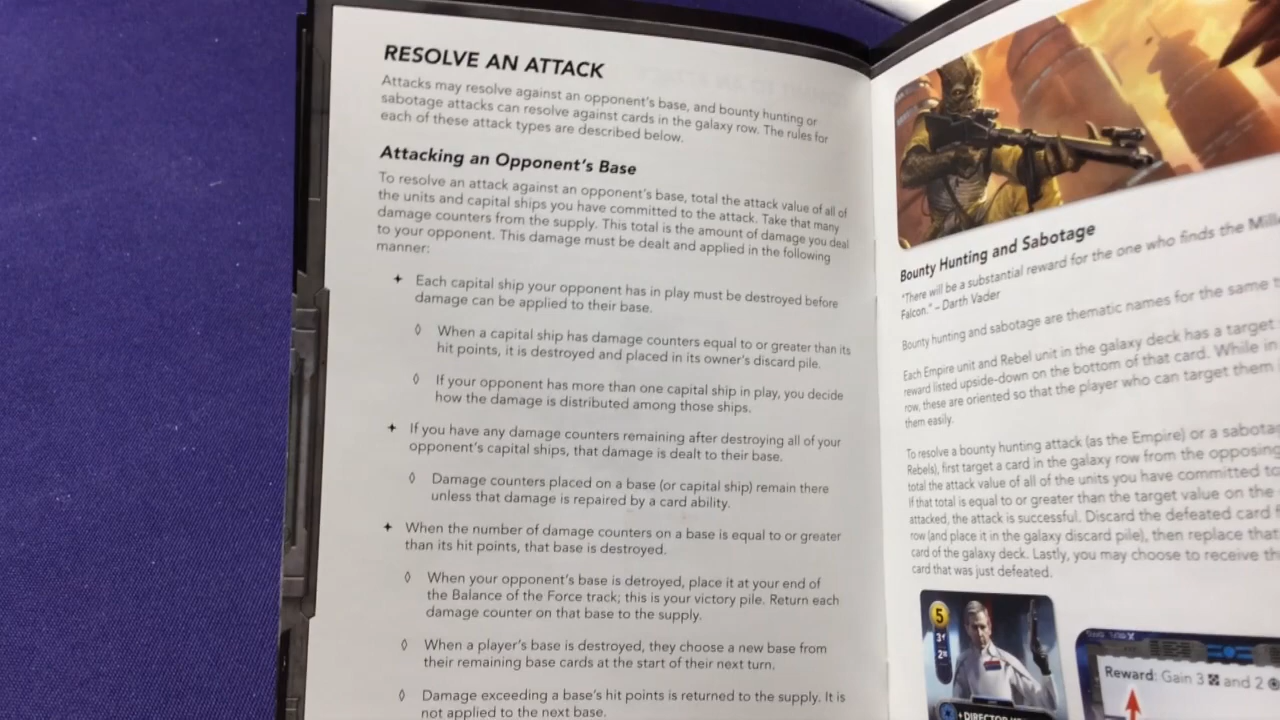 RESOLVE AN ATTACK
Attacks may resolve against an opponent's base, and bounty hunting or
sabotage attacks can resolve against cards in the galaxy row. The rules for
each of these attack types are described below.
Attacking an Opponent's Base
To resolve an attack against an opponent's base, total the attack value of all of
the units and capital ships you have committed to the attack. Take that many
damage counters from the supply. This total is the amount of damage you deal
to your opponent. This damage must be dealt and applied in the following
manner:
Each capital ship your opponent has in play must be destroyed before
damage can be applied to their base.
When a capital ship has damage counters equal to or greater than its
hit points, it is destroyed and placed in its owner's discard pile.
If your opponent has more than one capital ship in play, you decide
how the damage is distributed among those ships.
If you have any damage counters remaining after destroying all of your
opponent's capital ships, that damage is dealt to their base.
Damage counters placed on a base (or capital ship) remain there
unless that damage is repaired by a card ability.
When the number of damage counters on a base is equal to or greater
than its hit points, that base is destroyed.
When your opponent's base is detroyed, place it at your end of
the Balance of the Force track; this is your victory pile. Return each
damage counter on that base to the supply.
When a player's base is destroyed, they choose a new base from
their remaining base cards at the start of their next turn.
Damage exceeding a base's hit points is returned to the supply. It is
not applied to the next base.
Bounty Hunting and Sabotage
"There will be a substantial reward for the one who finds the
Falcon." – Darth Vader
Bounty hunting and sabotage are thematic names for the same
Each Empire unit and Rebel unit in the galaxy deck has a target
reward listed upside-down on the bottom of that card. While in
row, these are oriented so that the player who can target them
them easily.
To resolve a bounty hunting attack (as the Empire) or a
Rebels), first target a card in the galaxy row from the opposing
total the attack value of all of the units you have committed to
If that total is equal to or greater than the target value on the
attacked, the attack is successful. Discard the defeated card
row (and place it in the galaxy discard pile), then replace that
card of the galaxy deck. Lastly, you may choose to receive
card that was just defeated.
5
3
2
DIRECTOR
Reward: Gain 3 and 2